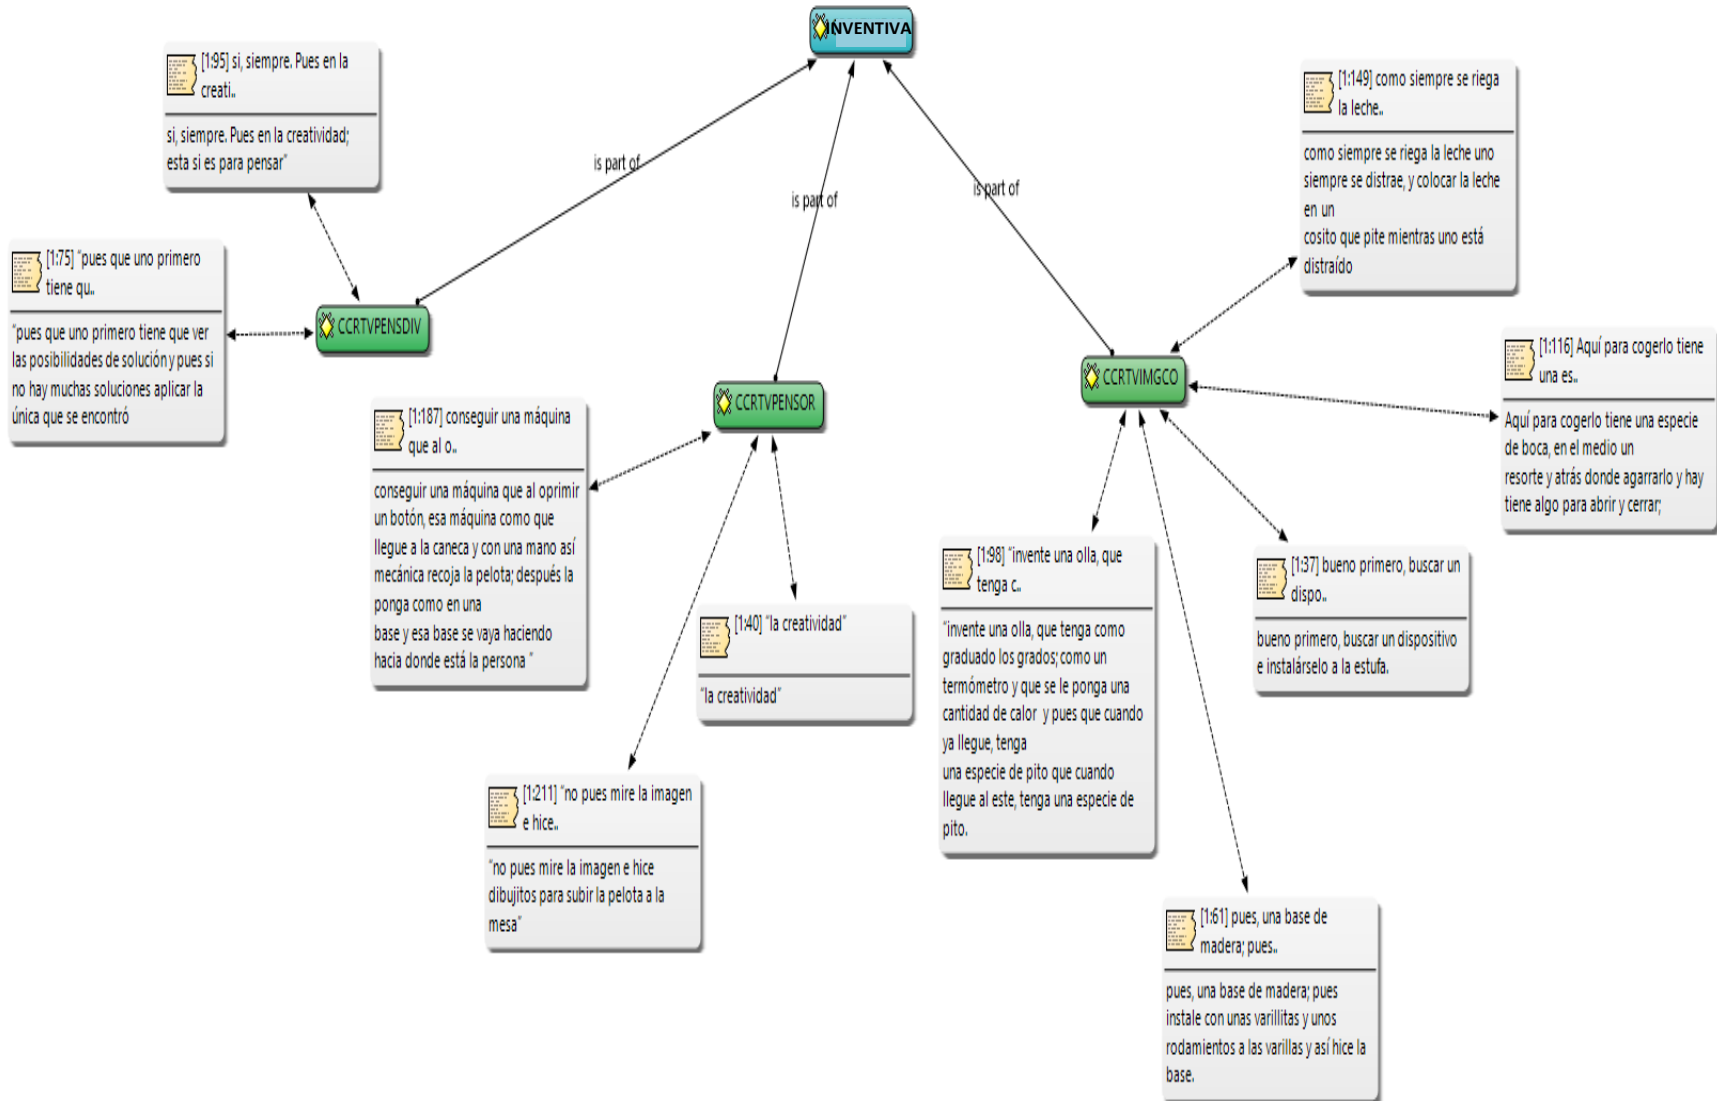 INVENTIVA
[1:95] si, siempre. Pues en la
creati..
si, siempre. Pues en la creatividad;
esta si es para pensar"
[1:149] como siempre se riega
la leche..
como siempre se riega la leche uno
siempre se distrae, y colocar la leche
en un
cosito que pite mientras uno está
distraído
is part of
is part of
is part of
[1:75] "pues que uno primero
tiene qu..
"pues que uno primero tiene que ver
las posibilidades de solución y pues si
no hay muchas soluciones aplicar la
única que se encontró
CCRTVPENSDIV
CCRTVPENSOR
CCRTVIMGCO
[1:116] Aquí para cogerlo tiene
una es..
Aquí para cogerlo tiene una especie
de boca, en el medio un
resorte y atrás donde agarrarlo y hay
tiene algo para abrir y cerrar;
[1:187] conseguir una máquina
que al o..
conseguir una máquina que al oprimir
un botón, esa máquina como que
llegue a la caneca y con una mano así
mecánica recoja la pelota; después la
ponga como en una
base y esa base se vaya haciendo
hacia donde está la persona "
[1:40] "la creatividad"
"la creatividad"
[1:98] "invente una olla, que
tenga c..
"invente una olla, que tenga como
graduado los grados; como un
termómetro y que se le ponga una
cantidad de calor y pues que cuando
ya llegue, tenga
una especie de pito que cuando
llegue al este, tenga una especie de
pito.
[1:37] bueno primero, buscar un
dispo..
bueno primero, buscar un dispositivo
e instalárselo a la estufa.
[1:211] "no pues mire la imagen
e hice..
"no pues mire la imagen e hice
dibujitos para subir la pelota a la
mesa"
[1:61] pues, una base de
madera; pues..
pues, una base de madera; pues
instale con unas varillitas y unos
rodamientos a las varillas y así hice la
base.